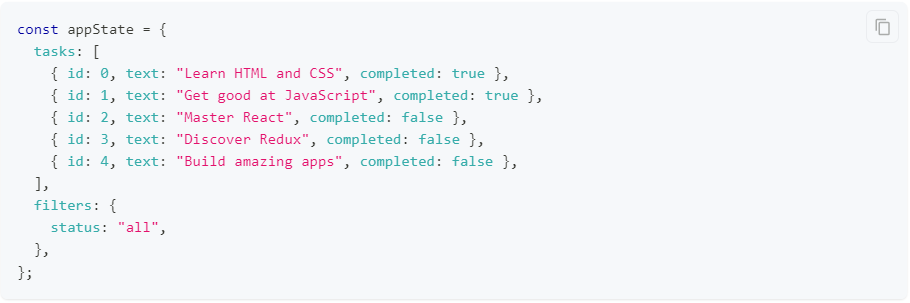 const appState = {
  tasks: [
    { id: 0, text: "Learn HTML and CSS", completed: true },
    { id: 1, text: "Get good at JavaScript", completed: true },
    { id: 2, text: "Master React", completed: false },
    { id: 3, text: "Discover Redux", completed: false },
    { id: 4, text: "Build amazing apps", completed: false },
  ],
  filters: {
    status: "all",
  },
};